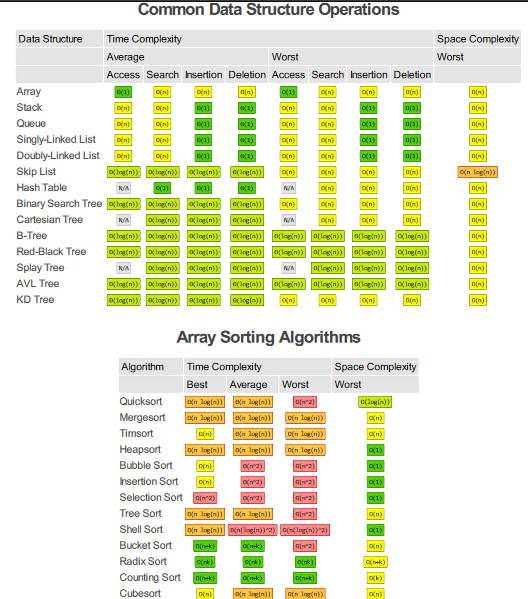 Common Data Structure Operations
Data Structure Time Complexity Space Complexity
Average Worst Worst
Access Search Insertion Deletion Access Search Insertion Deletion
Array Θ(1) Θ(n) Θ(n) Θ(n) O(1) O(n) O(n) O(n) O(n)
Stack Θ(n) Θ(n) Θ(1) Θ(1) O(n) O(n) O(1) O(1) O(n)
Queue Θ(n) Θ(n) Θ(1) Θ(1) O(n) O(n) O(1) O(1) O(n)
Singly-Linked List Θ(n) Θ(n) Θ(1) Θ(1) O(n) O(n) O(1) O(1) O(n)
Doubly-Linked List Θ(n) Θ(n) Θ(1) Θ(1) O(n) O(n) O(1) O(1) O(n)
Skip List Θ(log(n)) Θ(log(n)) Θ(log(n)) Θ(log(n)) O(n) O(n) O(n) O(n) O(n log(n))
Hash Table N/A Θ(1) Θ(1) Θ(1) N/A O(n) O(n) O(n) O(n)
Binary Search Tree Θ(log(n)) Θ(log(n)) Θ(log(n)) Θ(log(n)) O(n) O(n) O(n) O(n) O(n)
Cartesian Tree N/A Θ(log(n)) Θ(log(n)) Θ(log(n)) N/A O(n) O(n) O(n) O(n)
B-Tree Θ(log(n)) Θ(log(n)) Θ(log(n)) Θ(log(n)) O(log(n)) O(log(n)) O(log(n)) O(log(n)) O(n)
Red-Black Tree Θ(log(n)) Θ(log(n)) Θ(log(n)) Θ(log(n)) O(log(n)) O(log(n)) O(log(n)) O(log(n)) O(n)
Splay Tree N/A Θ(log(n)) Θ(log(n)) Θ(log(n)) N/A O(log(n)) O(log(n)) O(log(n)) O(n)
AVL Tree Θ(log(n)) Θ(log(n)) Θ(log(n)) Θ(log(n)) O(log(n)) O(log(n)) O(log(n)) O(log(n)) O(n)
KD Tree Θ(log(n)) Θ(log(n)) Θ(log(n)) Θ(log(n)) O(n) O(n) O(n) O(n) O(n)
Array Sorting Algorithms
Algorithm Time Complexity Space Complexity
Best Average Worst Worst
Quicksort Ω(n log(n)) Θ(n log(n)) O(n^2) O(log(n))
Mergesort Ω(n log(n)) Θ(n log(n)) O(n log(n)) O(n)
Timsort Ω(n) Θ(n log(n)) O(n log(n)) O(n)
Heapsort Ω(n log(n)) Θ(n log(n)) O(n log(n)) O(1)
Bubble Sort Ω(n) Θ(n^2) O(n^2) O(1)
Insertion Sort Ω(n) Θ(n^2) O(n^2) O(1)
Selection Sort Ω(n^2) Θ(n^2) O(n^2) O(1)
Tree Sort Ω(n log(n)) Θ(n log(n)) O(n^2) O(n)
Shell Sort Ω(n log(n)) Θ(n(log(n))^2) O(n(log(n))^2) O(1)
Bucket Sort Ω(n+k) Θ(n+k) O(n^2) O(n)
Radix Sort Ω(nk) Θ(nk) O(nk) O(n+k)
Counting Sort Ω(n+k) Θ(n+k) O(n+k) O(k)
Cubesort Ω(n) Θ(n log(n)) O(n log(n)) O(n)